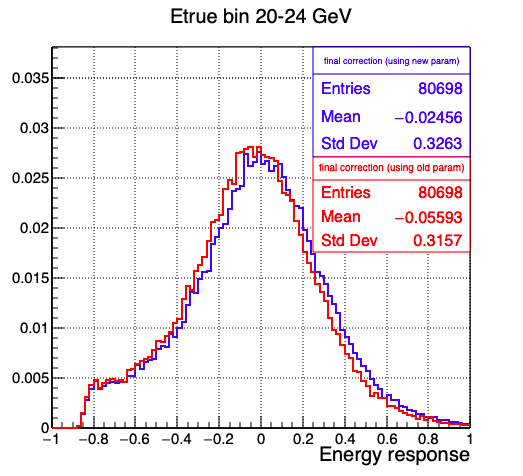 Etrue bin 20-24 GeV
final correction (using new param)
Entries 80698
Mean −0.02456
Std Dev 0.3263
final correction (using old param)
Entries 80698
Mean −0.05593
Std Dev 0.3157
0.035
0.03
0.025
0.02
0.015
0.01
0.005
0
−1 −0.8 −0.6 −0.4 −0.2 0 0.2 0.4 0.6 0.8 1
Energy response